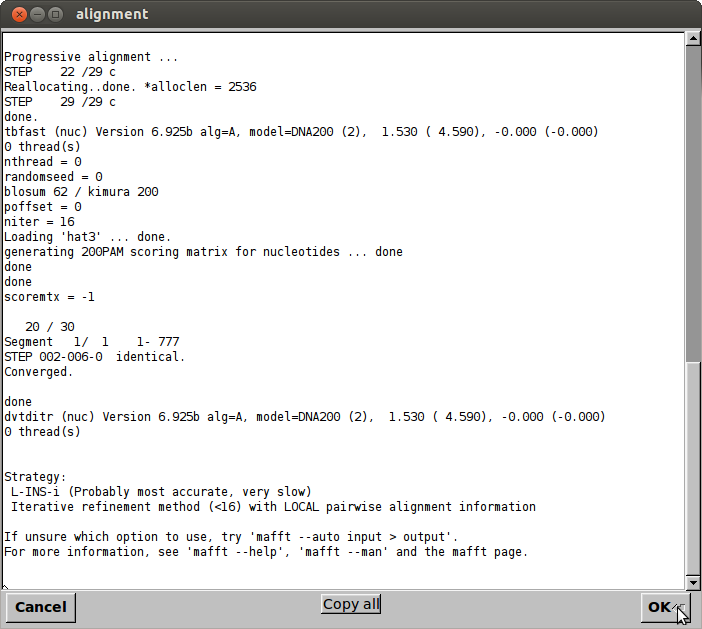 alignment
Progressive alignment ...
STEP    22 /29 c
Reallocating..done. *alloclen = 2536
STEP    29 /29 c
done.
tbfast (nuc) Version 6.925b alg=A, model=DNA200 (2),  1.530 ( 4.590), -0.000 (-0.000)
0 thread(s)
nthread = 0
randomseed = 0
blosum 62 / kimura 200
poffset = 0
niter = 16
Loading 'hat3' ... done.
generating 200PAM scoring matrix for nucleotides ... done
done
done
scoremtx = -1
   20 / 30
Segment   1/  1    1- 777
STEP 002-006-0  identical.
Converged.
done
dvtditr (nuc) Version 6.925b alg=A, model=DNA200 (2),  1.530 ( 4.590), -0.000 (-0.000)
0 thread(s)
Strategy:
 L-INS-i (Probably most accurate, very slow)
 Iterative refinement method (<16) with LOCAL pairwise alignment information
If unsure which option to use, try 'mafft --auto input > output'.
For more information, see 'mafft --help', 'mafft --man' and the mafft page.
Cancel
Copy all
OK